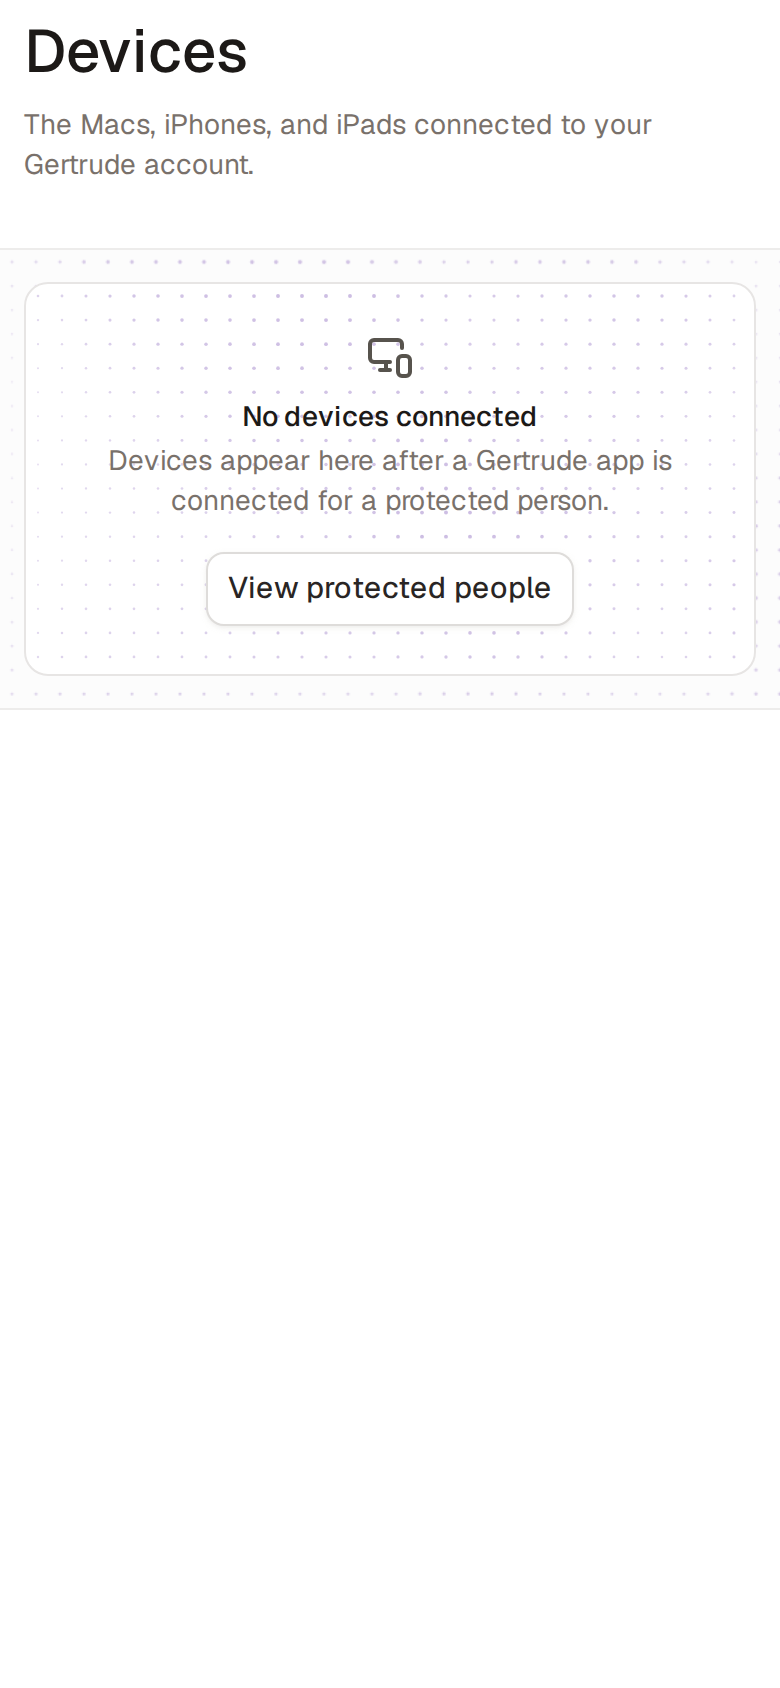 Devices
The Macs, iPhones, and iPads connected to your
Gertrude account.
No devices connected
Devices appear here after a Gertrude app is
connected for a protected person.
View protected people